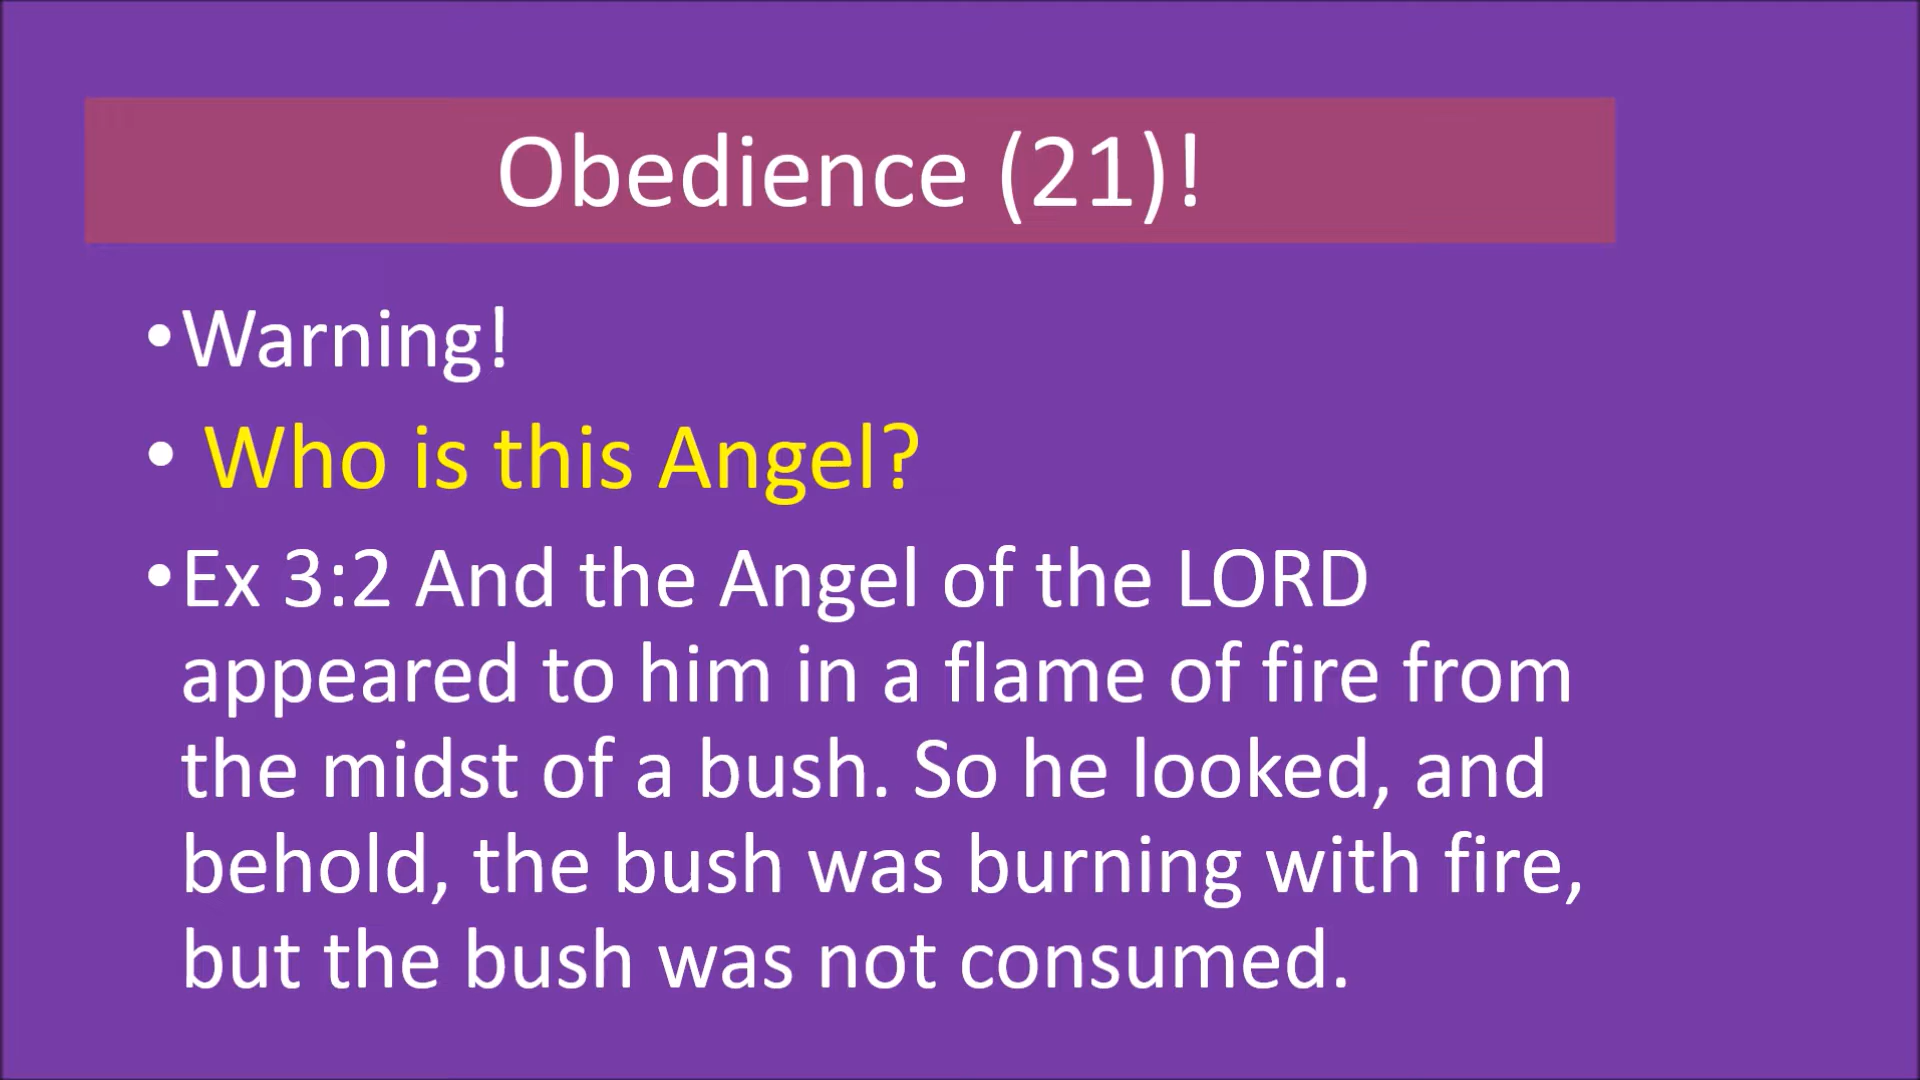 Obedience (21)!
•Warning!
• Who is this Angel?
•Ex 3:2 And the Angel of the LORD
appeared to him in a flame of fire from
the midst of a bush. So he looked, and
behold, the bush was burning with fire,
but the bush was not consumed.